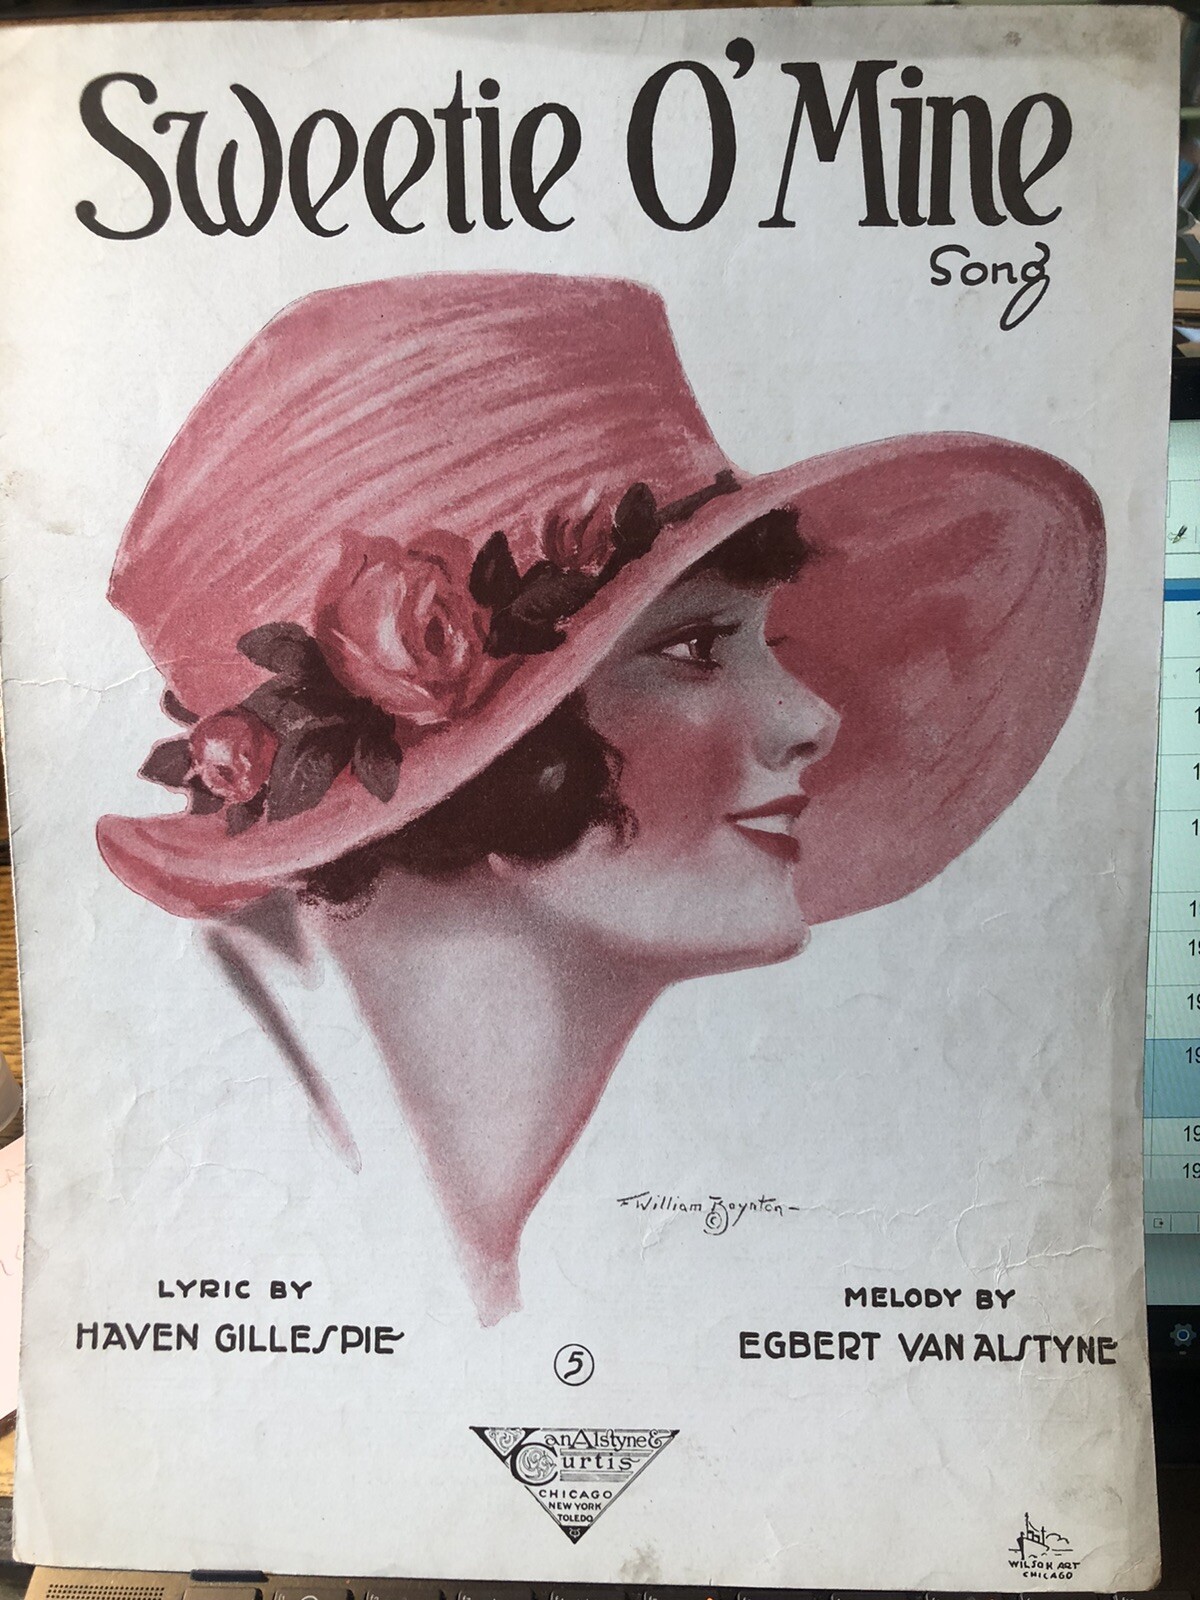 Sweetie O' Mine
Song
F William Boynton
©
LYRIC BY
HAVEN GILLESPIE
MELODY BY
EGBERT VAN ALSTYNE
5
Van Alstyne &
Curtis
CHICAGO
NEW YORK
TOLEDO
WILSON ART
CHICAGO